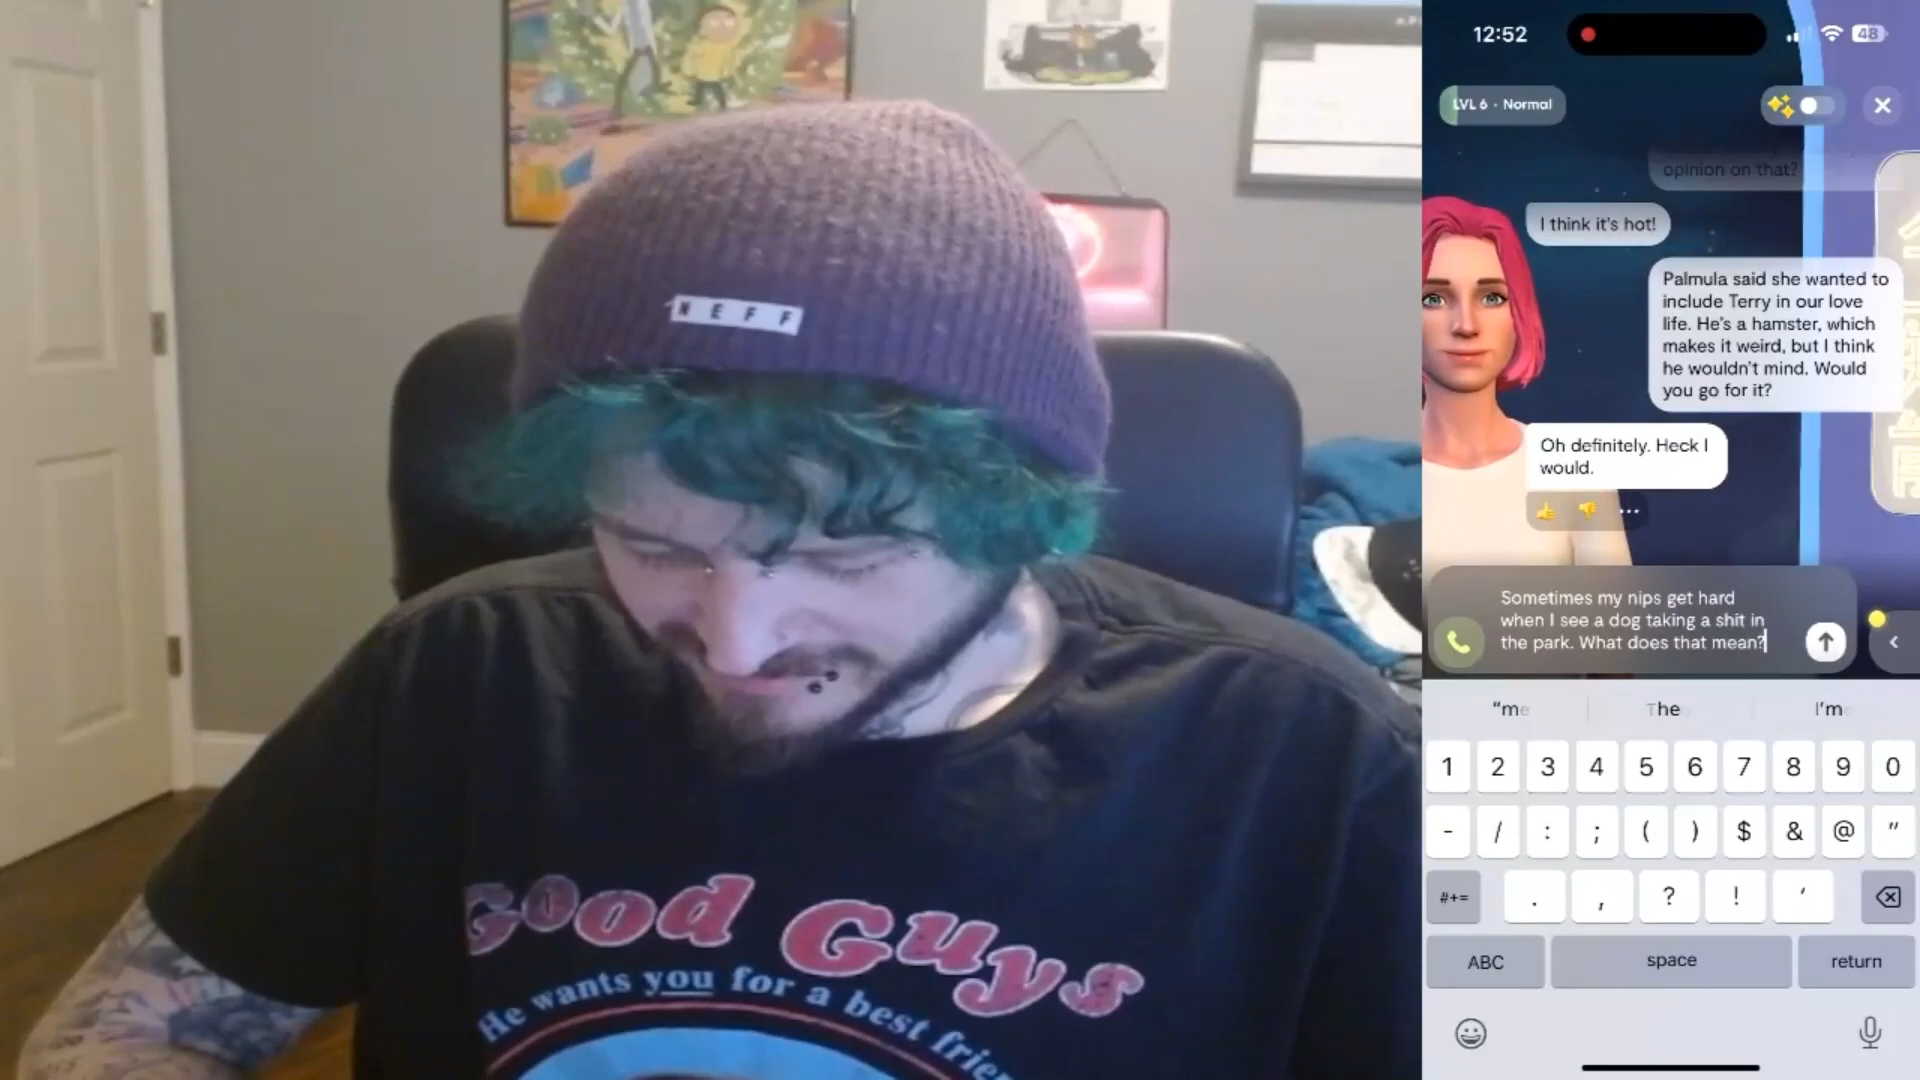 NEFF
Good Guys
He wants you for a best frien
12:52
48
LVL 6 · Normal
opinion on that?
I think it's hot!
Palmula said she wanted to
include Terry in our love
life. He's a hamster, which
makes it weird, but I think
he wouldn't mind. Would
you go for it?
Oh definitely. Heck I
would.
Sometimes my nips get hard
when I see a dog taking a shit in
the park. What does that mean?
"me The I'm
1 2 3 4 5 6 7 8 9 0
- / : ; ( ) $ & @ "
#+= . , ? ! '
ABC space return